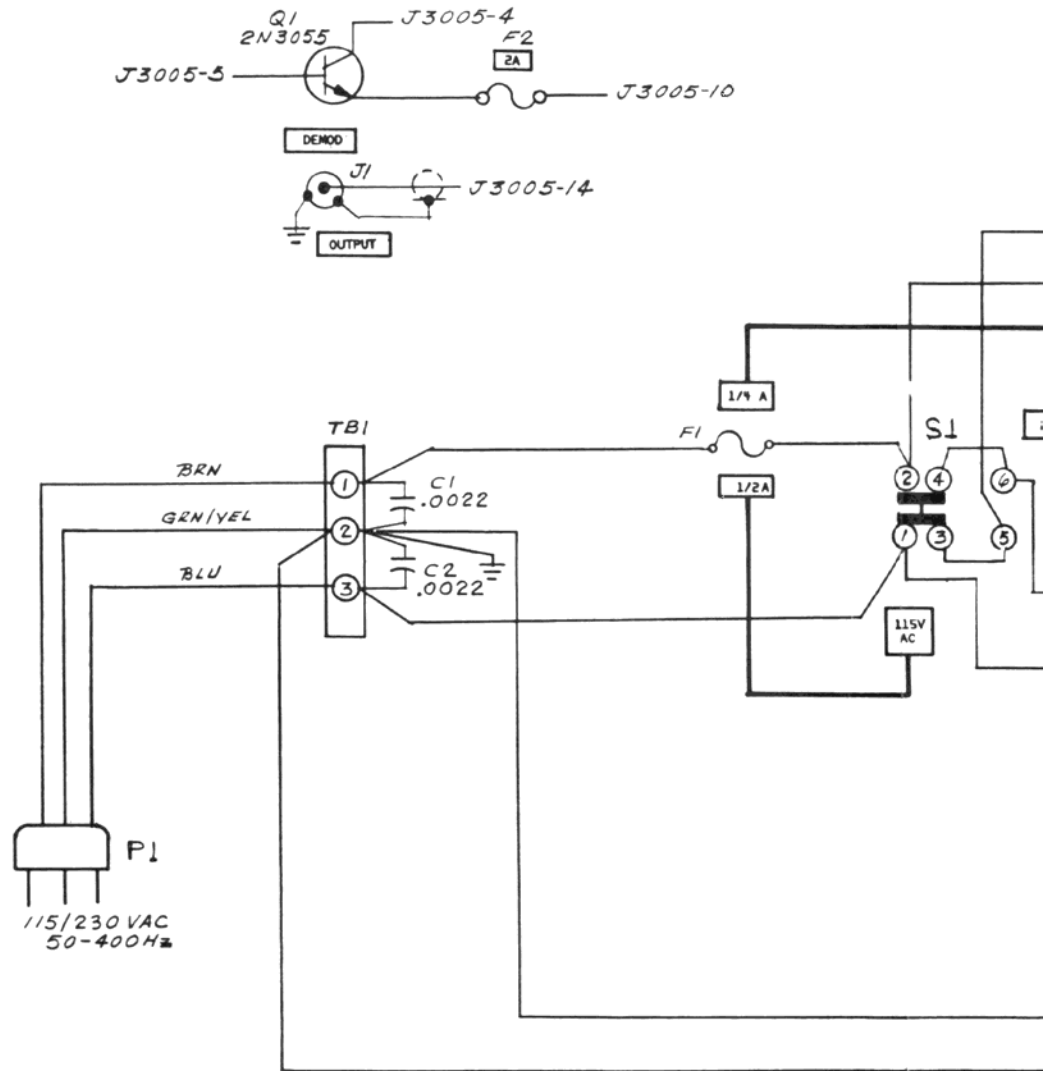 Q1
2N3055
J3005-4
F2
2A
J3005-5
J3005-10
DEMOD
J1
J3005-14
OUTPUT
1/4 A
TB1
F1
S1
BRN
1
C1
.0022
2
4
6
1/2A
GRN/YEL
2
1
3
5
BLU
C2
.0022
3
115V
AC
P1
115/230 VAC
50-400Hz